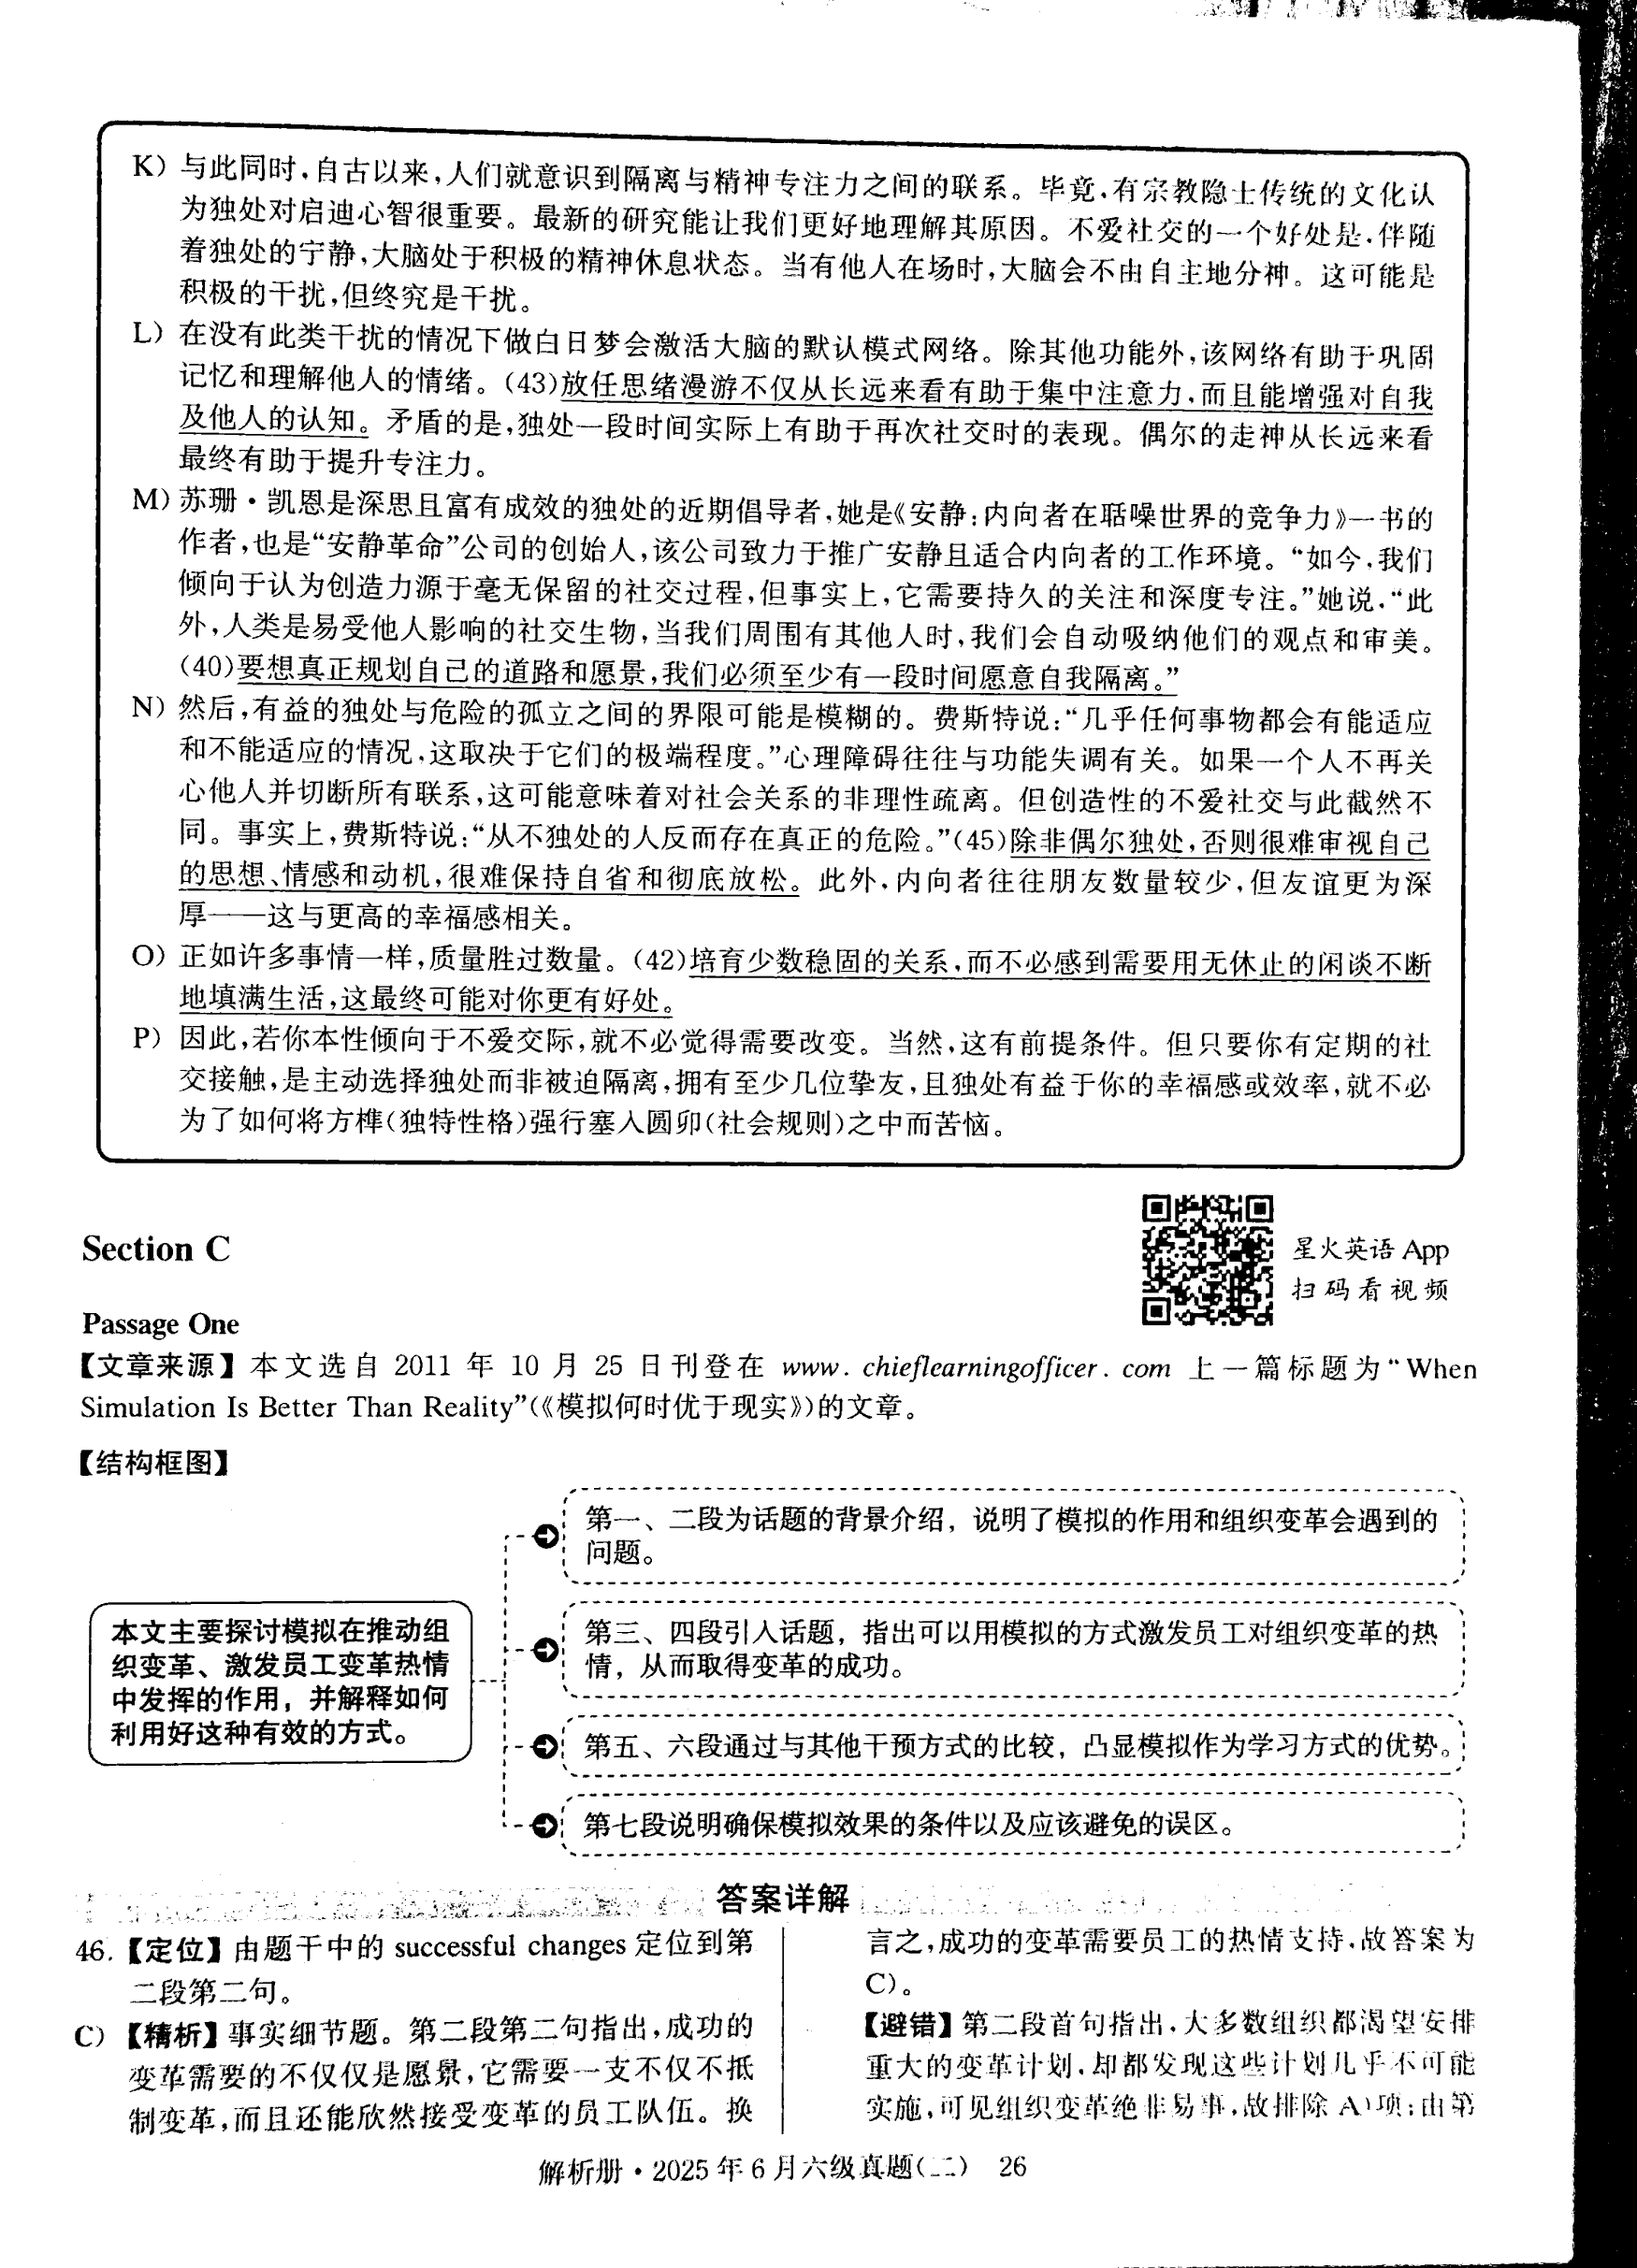 K) 与此同时，自古以来，人们就意识到隔离与精神专注力之间的联系。毕竟，有宗教隐士传统的文化认
为独处对启迪心智很重要。最新的研究能让我们更好地理解其原因。不爱社交的一个好处是，伴随
着独处的宁静，大脑处于积极的精神休息状态。当有他人在场时，大脑会不由自主地分神。这可能是
积极的干扰，但终究是干扰。
L) 在没有此类干扰的情况下做白日梦会激活大脑的默认模式网络。除其他功能外，该网络有助于巩固
记忆和理解他人的情绪。(43)放任思绪漫游不仅从长远来看有助于集中注意力，而且能增强对自我
及他人的认知。矛盾的是，独处一段时间实际上有助于再次社交时的表现。偶尔的走神从长远来看
最终有助于提升专注力。
M) 苏珊·凯恩是深思且富有成效的独处的近期倡导者，她是《安静：内向者在聒噪世界的竞争力》一书的
作者，也是“安静革命”公司的创始人，该公司致力于推广安静且适合内向者的工作环境。“如今，我们
倾向于认为创造力源于毫无保留的社交过程，但事实上，它需要持久的关注和深度专注。”她说，“此
外，人类是易受他人影响的社交生物，当我们周围有其他人时，我们会自动吸纳他们的观点和审美。
(40)要想真正规划自己的道路和愿景，我们必须至少有一段时间愿意自我隔离。”
N) 然后，有益的独处与危险的孤立之间的界限可能是模糊的。费斯特说：“几乎任何事物都会有能适应
和不能适应的情况，这取决于它们的极端程度。”心理障碍往往与功能失调有关。如果一个人不再关
心他人并切断所有联系，这可能意味着对社会关系的非理性疏离。但创造性的不爱社交与此截然不
同。事实上，费斯特说：“从不独处的人反而存在真正的危险。”(45)除非偶尔独处，否则很难审视自己
的思想、情感和动机，很难保持自省和彻底放松。此外，内向者往往朋友数量较少，但友谊更为深
厚——这与更高的幸福感相关。
O) 正如许多事情一样，质量胜过数量。(42)培育少数稳固的关系，而不必感到需要用无休止的闲谈不断
地填满生活，这最终可能对你更有好处。
P) 因此，若你本性倾向于不爱交际，就不必觉得需要改变。当然，这有前提条件。但只要你有定期的社
交接触，是主动选择独处而非被迫隔离，拥有至少几位挚友，且独处有益于你的幸福感或效率，就不必
为了如何将方榫(独特性格)强行塞入圆卯(社会规则)之中而苦恼。
Section C
星火英语 App
扫码看视频
Passage One
【文章来源】本文选自 2011 年 10 月 25 日刊登在 www. chieflearningofficer. com 上一篇标题为“When
Simulation Is Better Than Reality”(《模拟何时优于现实》)的文章。
【结构框图】
本文主要探讨模拟在推动组
织变革、激发员工变革热情
中发挥的作用，并解释如何
利用好这种有效的方式。
第一、二段为话题的背景介绍，说明了模拟的作用和组织变革会遇到的
问题。
第三、四段引入话题，指出可以用模拟的方式激发员工对组织变革的热
情，从而取得变革的成功。
第五、六段通过与其他干预方式的比较，凸显模拟作为学习方式的优势。
第七段说明确保模拟效果的条件以及应该避免的误区。
答案详解
46.【定位】由题干中的 successful changes 定位到第
二段第二句。
C)【精析】事实细节题。第二段第二句指出，成功的
变革需要的不仅仅是愿景，它需要一支不仅不抵
制变革，而且还能欣然接受变革的员工队伍。换
言之，成功的变革需要员工的热情支持，故答案为
C)。
【避错】第二段首句指出，大多数组织都渴望安排
重大的变革计划，却都发现这些计划几乎不可能
实施，可见组织变革绝非易事，故排除 A)项；由第
解析册·2025 年 6 月六级真题(二) 26